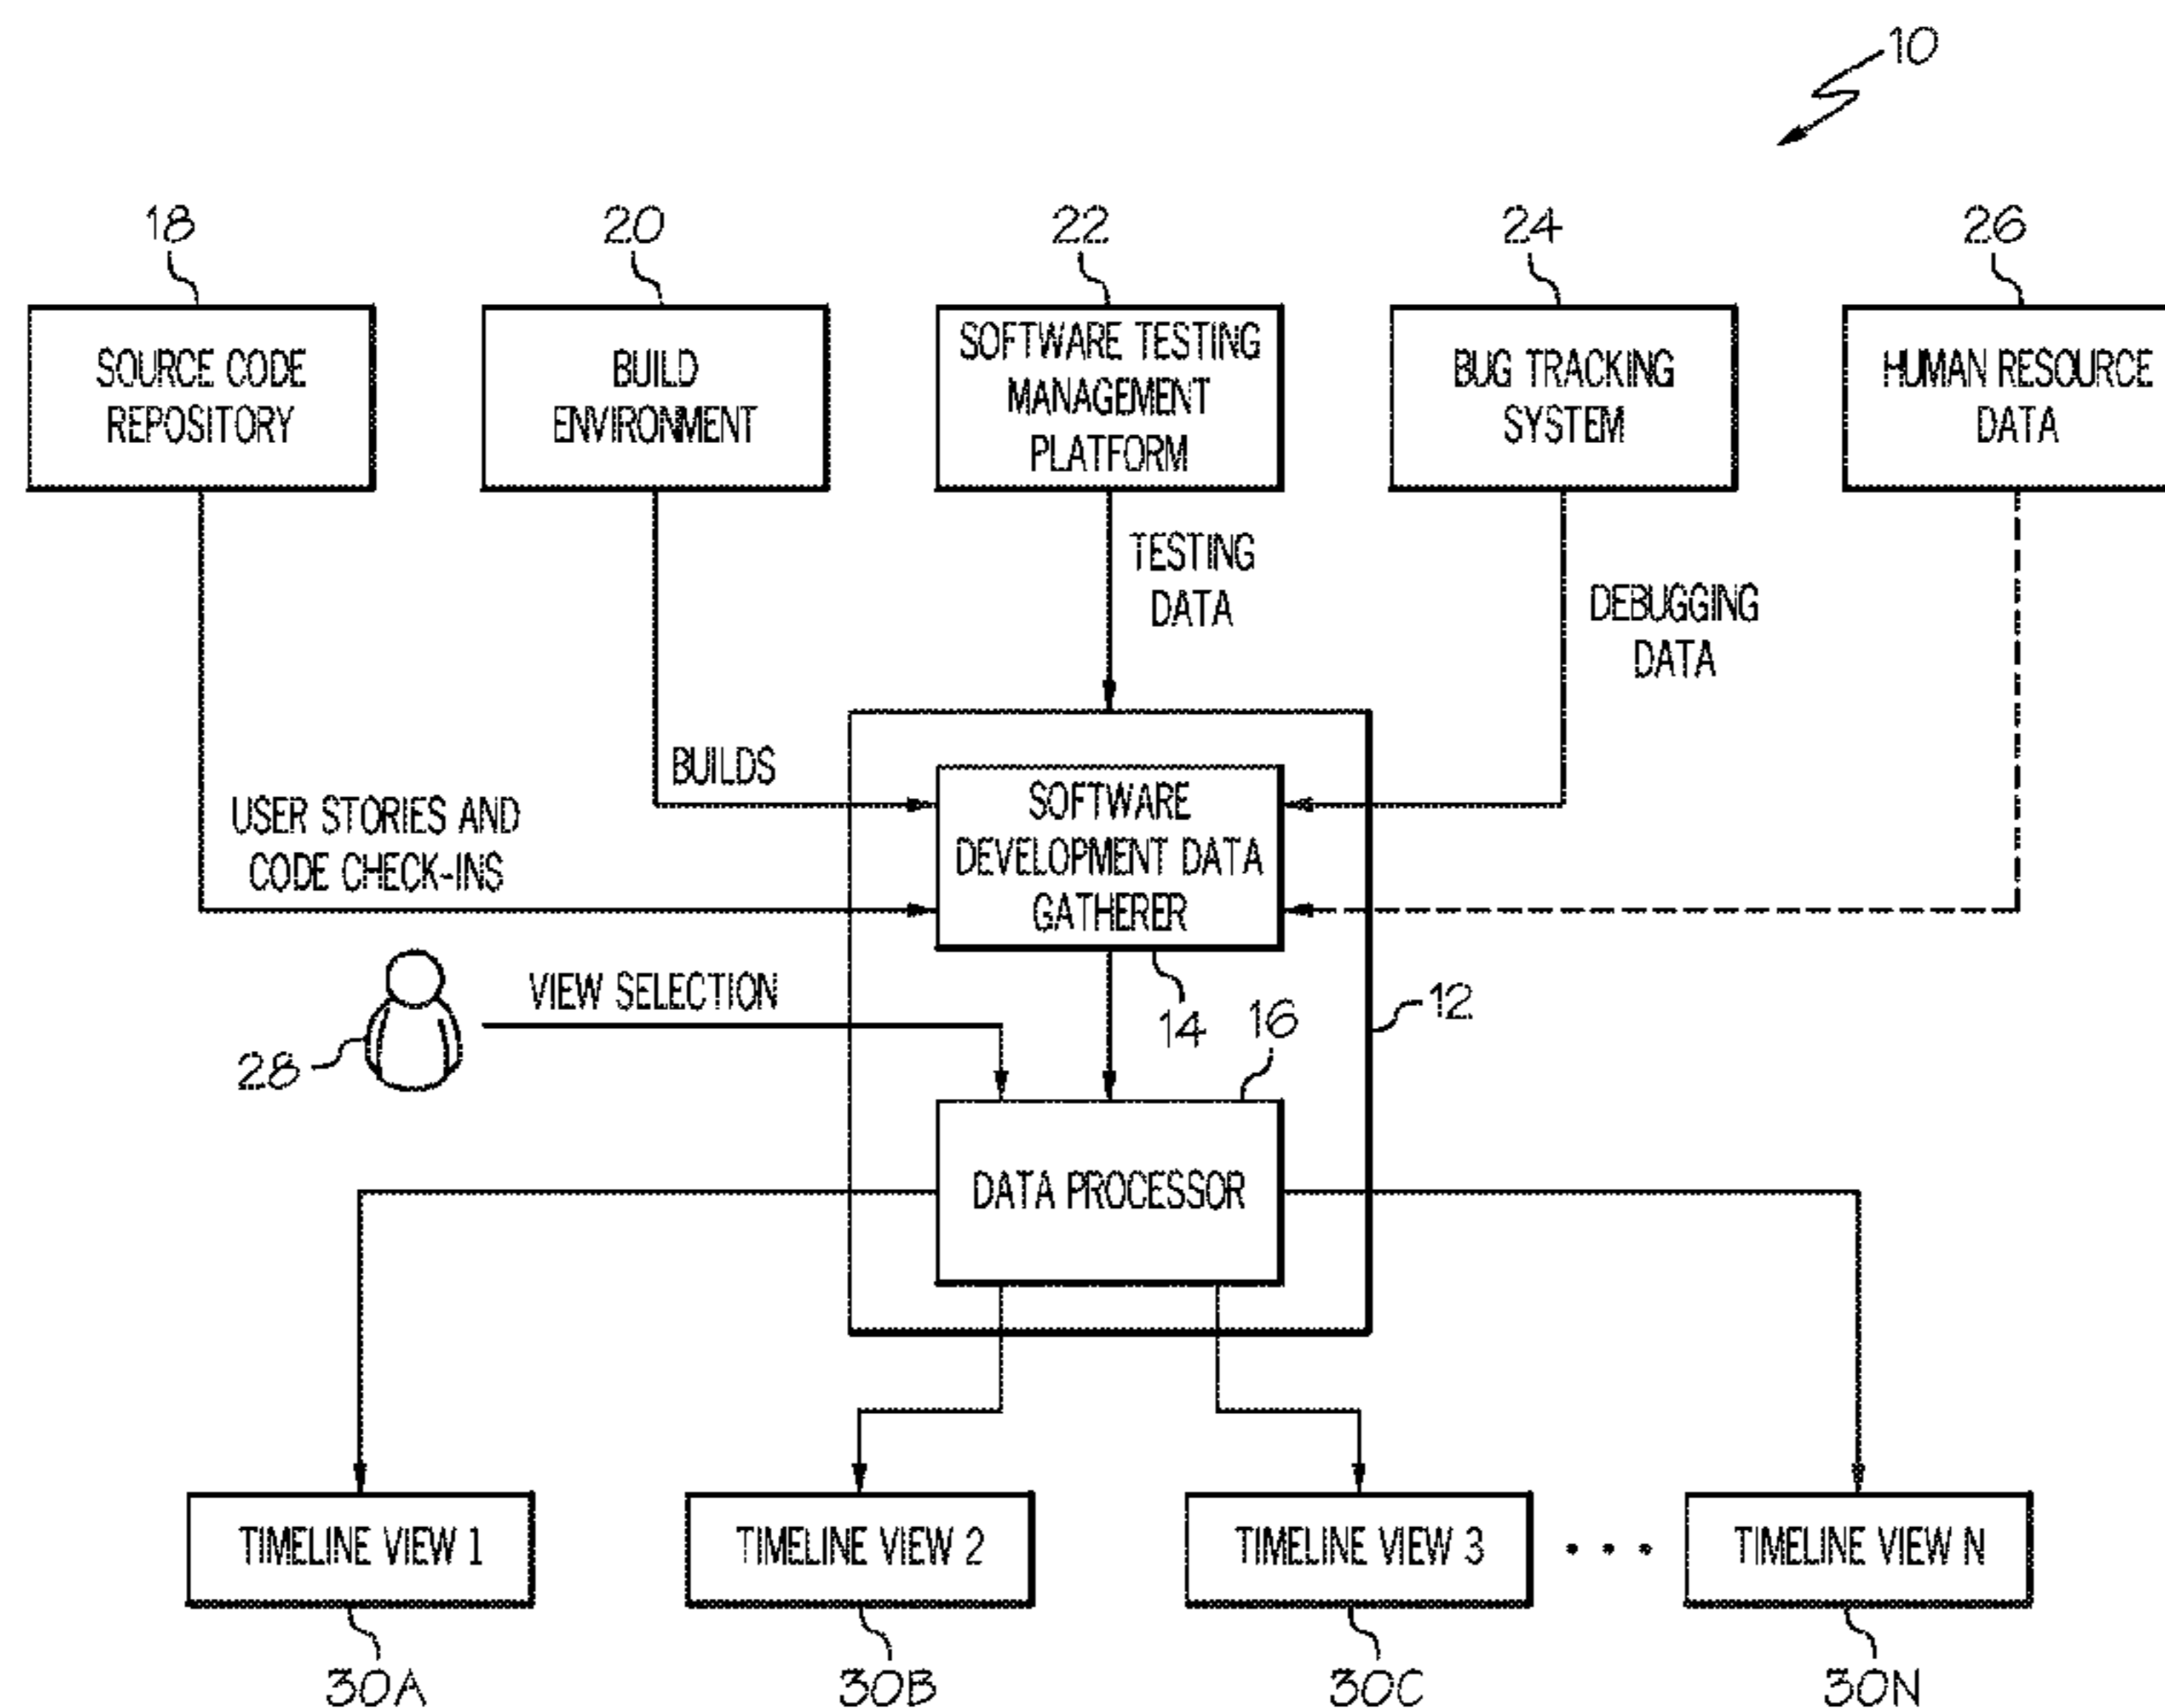 10
18
20
22
24
26
SOURCE CODE
REPOSITORY
BUILD
ENVIRONMENT
SOFTWARE TESTING
MANAGEMENT
PLATFORM
BUG TRACKING
SYSTEM
HUMAN RESOURCE
DATA
TESTING
DATA
DEBUGGING
DATA
BUILDS
USER STORIES AND
CODE CHECK-INS
SOFTWARE
DEVELOPMENT DATA
GATHERER
VIEW SELECTION
28
14
16
12
DATA PROCESSOR
TIMELINE VIEW 1
TIMELINE VIEW 2
TIMELINE VIEW 3
• • •
TIMELINE VIEW N
30A
30B
30C
30N